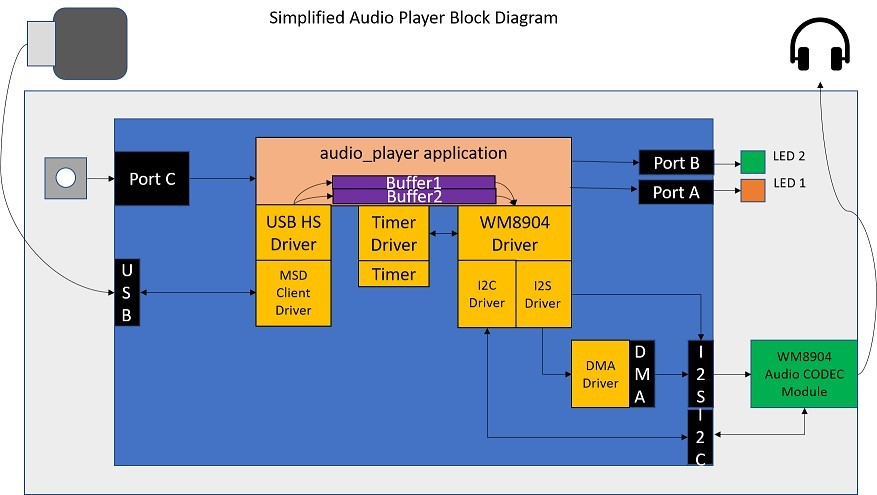 Simplified Audio Player Block Diagram
Port C
audio_player application
Buffer1
Buffer2
Port B
LED 2
Port A
LED 1
USB HS
Driver
Timer
Driver
WM8904
Driver
Timer
U
S
B
MSD
Client
Driver
I2C
Driver
I2S
Driver
DMA
Driver
D
M
A
I
2
S
WM8904
Audio CODEC
Module
I
2
C